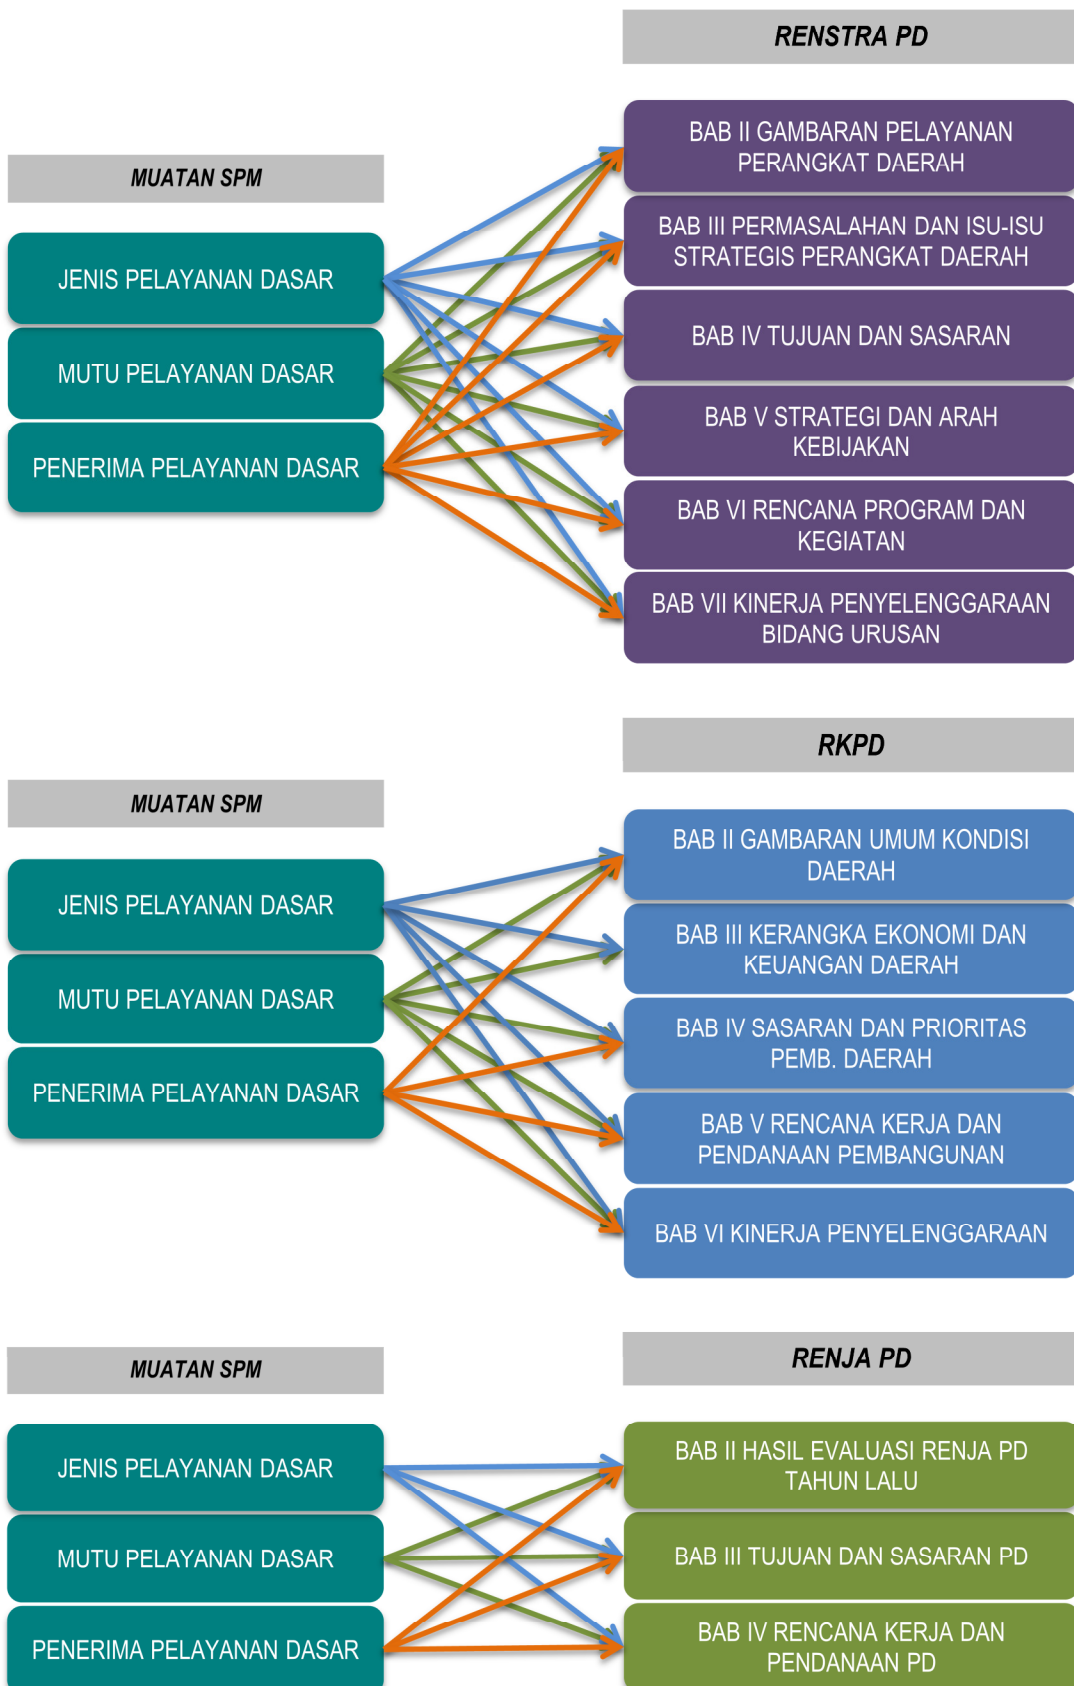 RENSTRA PD
MUATAN SPM
JENIS PELAYANAN DASAR
MUTU PELAYANAN DASAR
PENERIMA PELAYANAN DASAR
BAB II GAMBARAN PELAYANAN
PERANGKAT DAERAH
BAB III PERMASALAHAN DAN ISU-ISU
STRATEGIS PERANGKAT DAERAH
BAB IV TUJUAN DAN SASARAN
BAB V STRATEGI DAN ARAH
KEBIJAKAN
BAB VI RENCANA PROGRAM DAN
KEGIATAN
BAB VII KINERJA PENYELENGGARAAN
BIDANG URUSAN
RKPD
MUATAN SPM
JENIS PELAYANAN DASAR
MUTU PELAYANAN DASAR
PENERIMA PELAYANAN DASAR
BAB II GAMBARAN UMUM KONDISI
DAERAH
BAB III KERANGKA EKONOMI DAN
KEUANGAN DAERAH
BAB IV SASARAN DAN PRIORITAS
PEMB. DAERAH
BAB V RENCANA KERJA DAN
PENDANAAN PEMBANGUNAN
BAB VI KINERJA PENYELENGGARAAN
RENJA PD
MUATAN SPM
JENIS PELAYANAN DASAR
MUTU PELAYANAN DASAR
PENERIMA PELAYANAN DASAR
BAB II HASIL EVALUASI RENJA PD
TAHUN LALU
BAB III TUJUAN DAN SASARAN PD
BAB IV RENCANA KERJA DAN
PENDANAAN PD